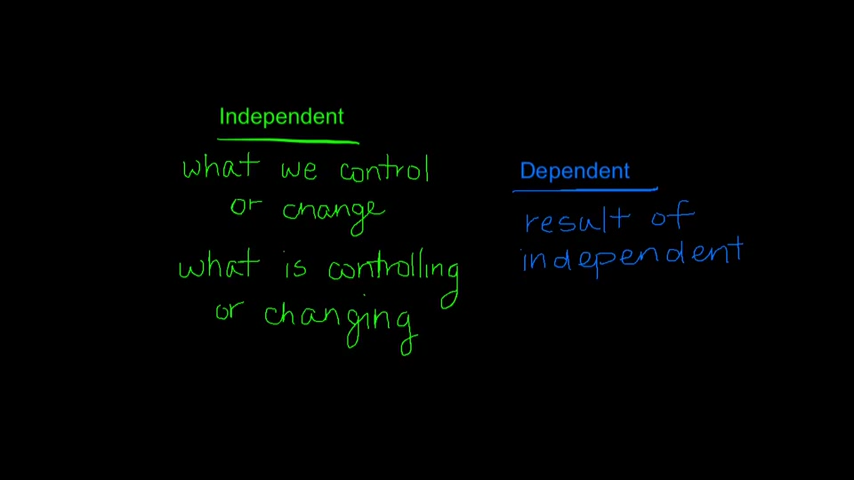 Independent
what we control
or change
what is controlling
or changing
Dependent
result of
independent